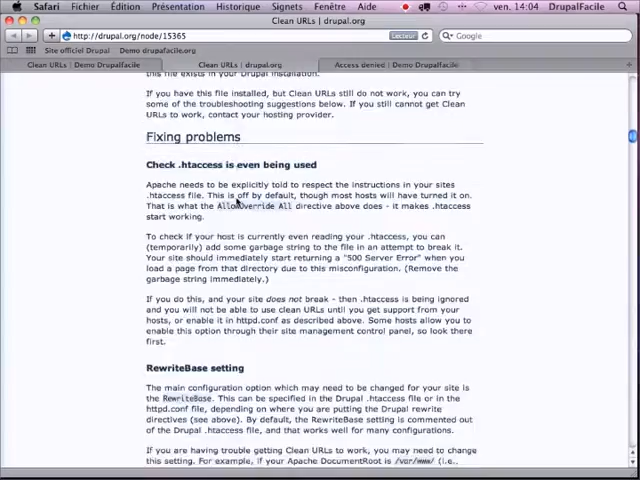 Safari Fichier Édition Présentation Historique Signets Fenêtre Aide ven. 14:04 DrupalFacile
Clean URLs | drupal.org
http://drupal.org/node/15365 Lecteur Google
Site officiel Drupal Demo drupalfacile.org
Clean URLs | Demo Drupalfacile Clean URLs | drupal.org Access denied | Demo Drupalfacile
this file exists in your Drupal installation.
If you have this file installed, but Clean URLs still do not work, you can try
some of the troubleshooting suggestions below. If you still cannot get Clean
URLs to work, contact your hosting provider.
Fixing problems
Check .htaccess is even being used
Apache needs to be explicitly told to respect the instructions in your sites
.htaccess file. This is off by default, though most hosts will have turned it on.
That is what the AllowOverride All directive above does - it makes .htaccess
start working.
To check if your host is currently even reading your .htaccess, you can
(temporarily) add some garbage string to the file in an attempt to break it.
Your site should immediately start returning a "500 Server Error" when you
load a page from that directory due to this misconfiguration. (Remove the
garbage string immediately.)
If you do this, and your site does not break - then .htaccess is being ignored
and you will not be able to use clean URLs until you get support from your
hosts, or enable it in httpd.conf as described above. Some hosts allow you to
enable this option through their site management control panel, so look there
first.
RewriteBase setting
The main configuration option which may need to be changed for your site is
the RewriteBase. This can be specified in the Drupal .htaccess file or in the
httpd.conf file, depending on where you are putting the Drupal rewrite
directives (see above). By default, the RewriteBase setting is commented out
of the Drupal .htaccess file, and that works well for many configurations.
If you are having trouble getting Clean URLs to work, you may need to change
this setting. For example, if your Apache DocumentRoot is /var/www/ (i.e.,